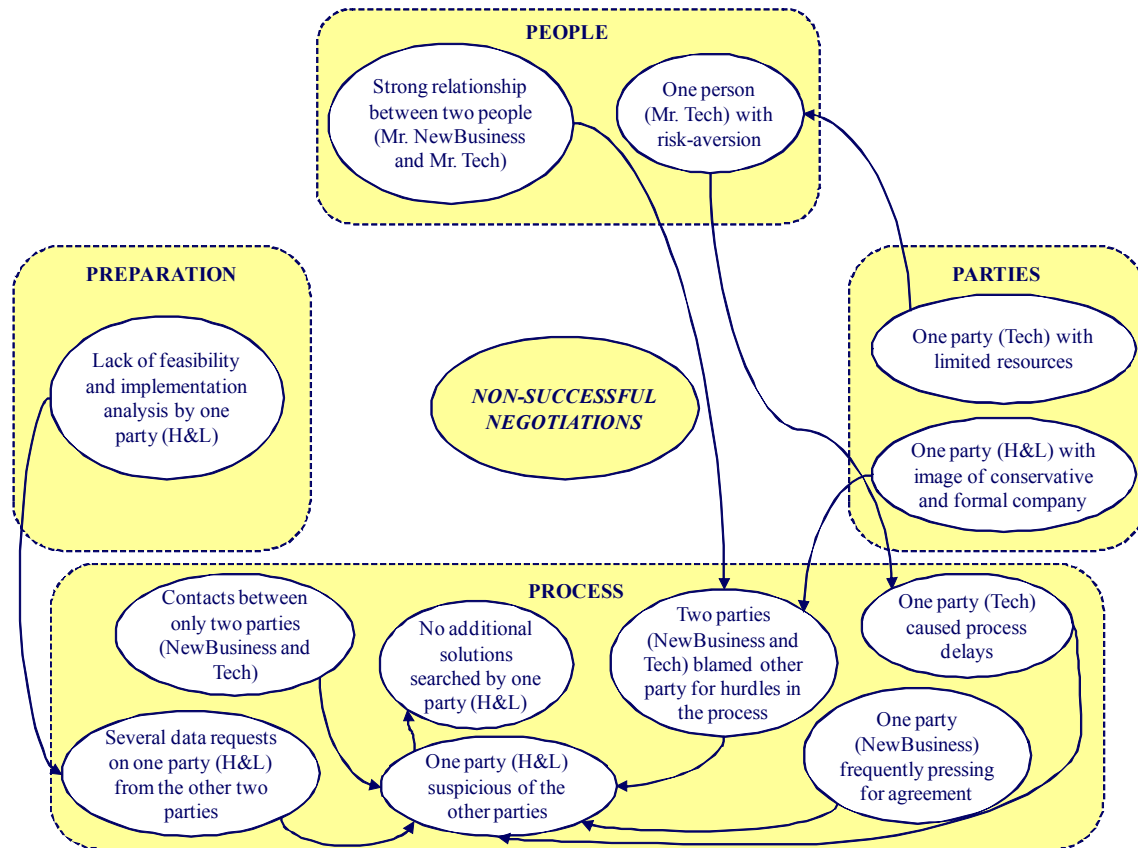 PEOPLE
Strong relationship
between two people
(Mr. NewBusiness
and Mr. Tech)
One person
(Mr. Tech) with
risk-aversion
PREPARATION
Lack of feasibility
and implementation
analysis by one
party (H&L)
NON-SUCCESSFUL
NEGOTIATIONS
PARTIES
One party (Tech) with
limited resources
One party (H&L) with
image of conservative
and formal company
PROCESS
Contacts between
only two parties
(NewBusiness and
Tech)
No additional
solutions
searched by one
party (H&L)
Two parties
(NewBusiness and
Tech) blamed other
party for hurdles in
the process
One party (Tech)
caused process
delays
Several data requests
on one party (H&L)
from the other two
parties
One party (H&L)
suspicious of the
other parties
One party
(NewBusiness)
frequently pressing
for agreement